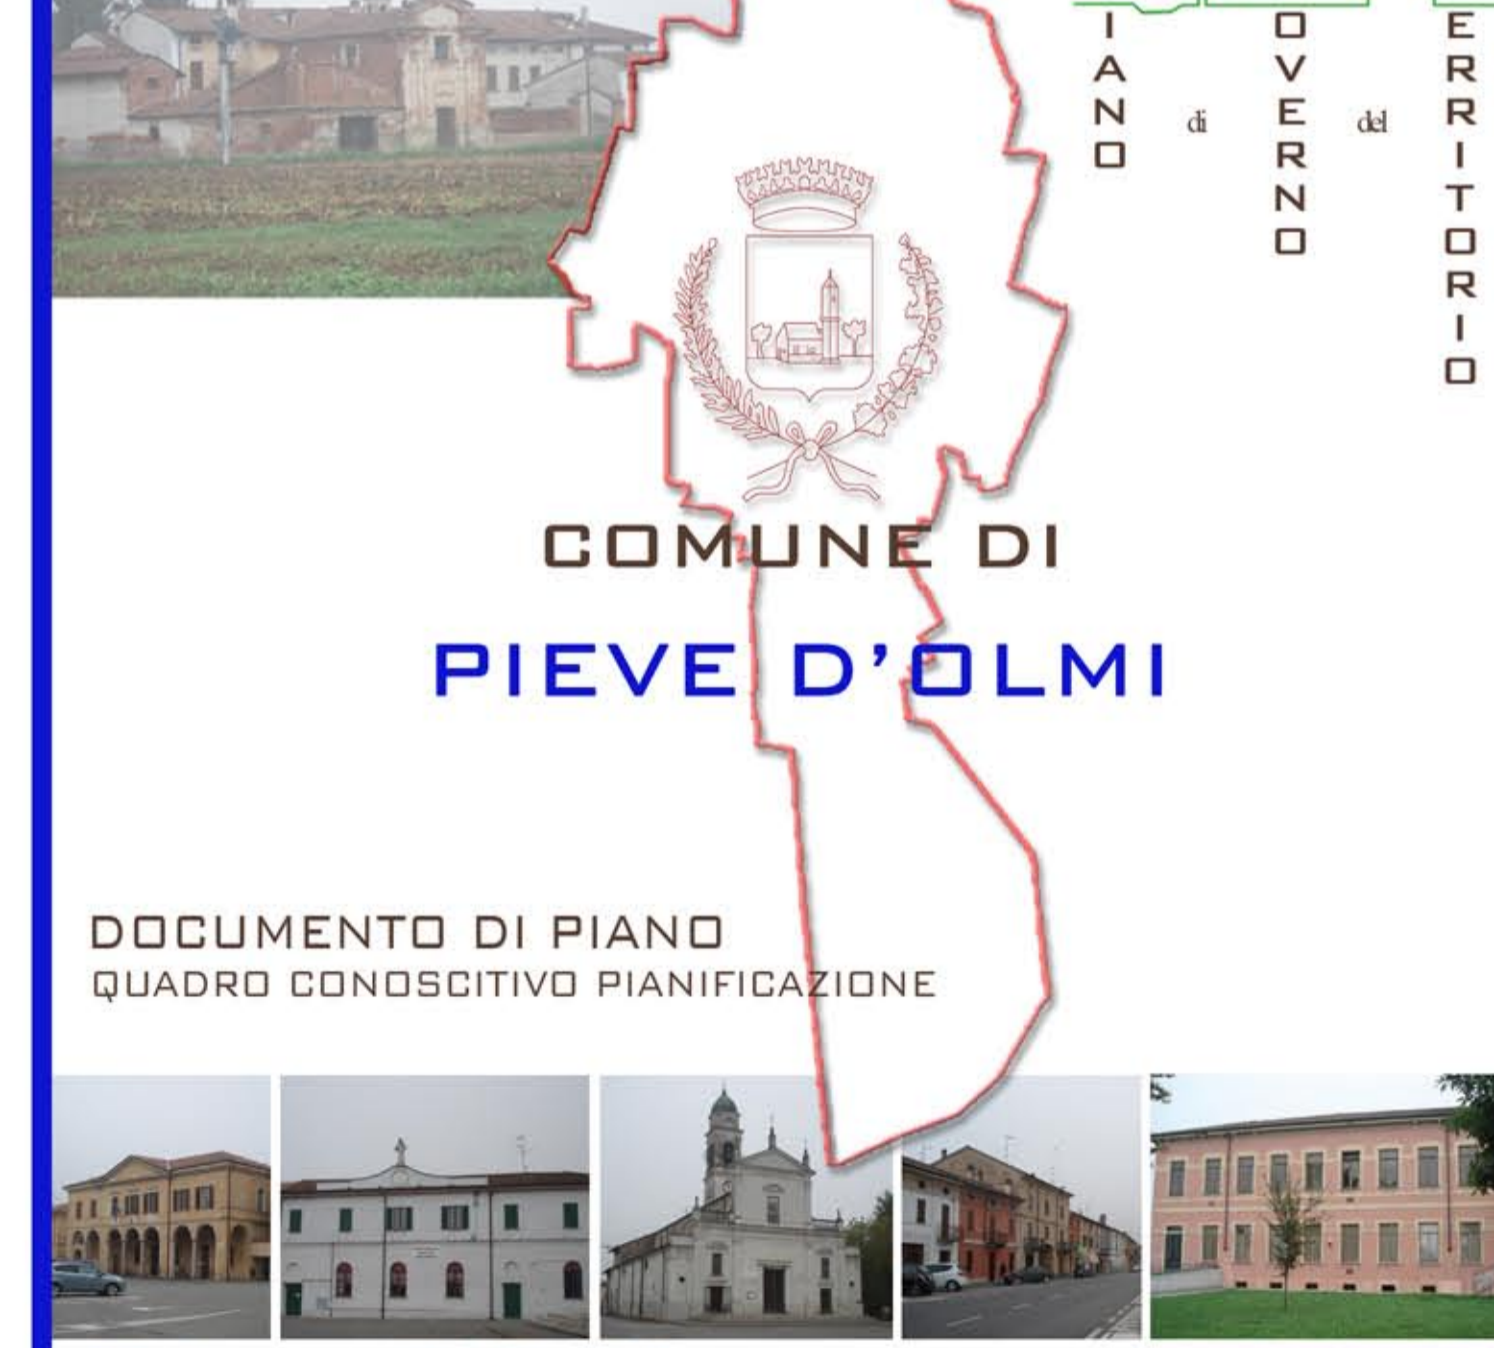 IANO
di
OVERNO
del
ERRITORIO
COMUNE DI
PIEVE D'OLMI
DOCUMENTO DI PIANO
QUADRO CONOSCITIVO PIANIFICAZIONE